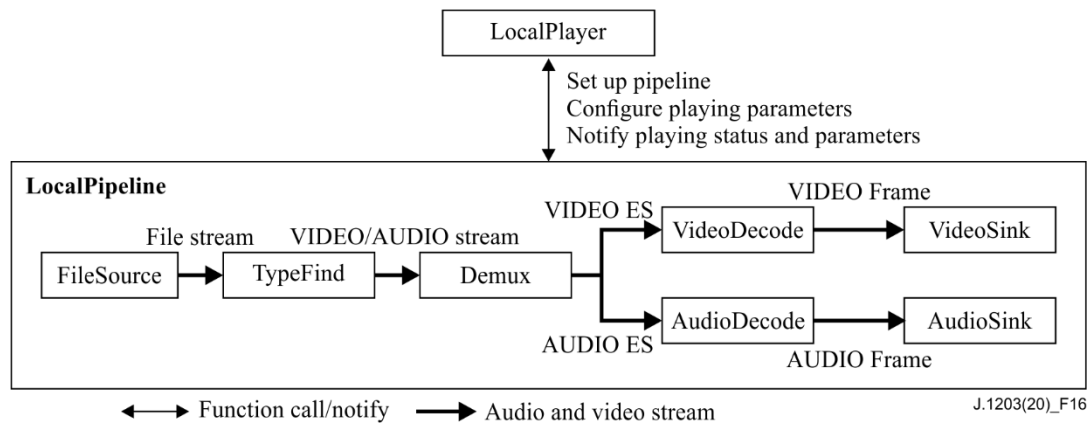 LocalPlayer
Set up pipeline
Configure playing parameters
Notify playing status and parameters
LocalPipeline
VIDEO Frame
VIDEO ES
VideoDecode
VideoSink
File stream
VIDEO/AUDIO stream
FileSource
TypeFind
Demux
AudioDecode
AudioSink
AUDIO ES
AUDIO Frame
Function call/notify
Audio and video stream
J.1203(20)_F16